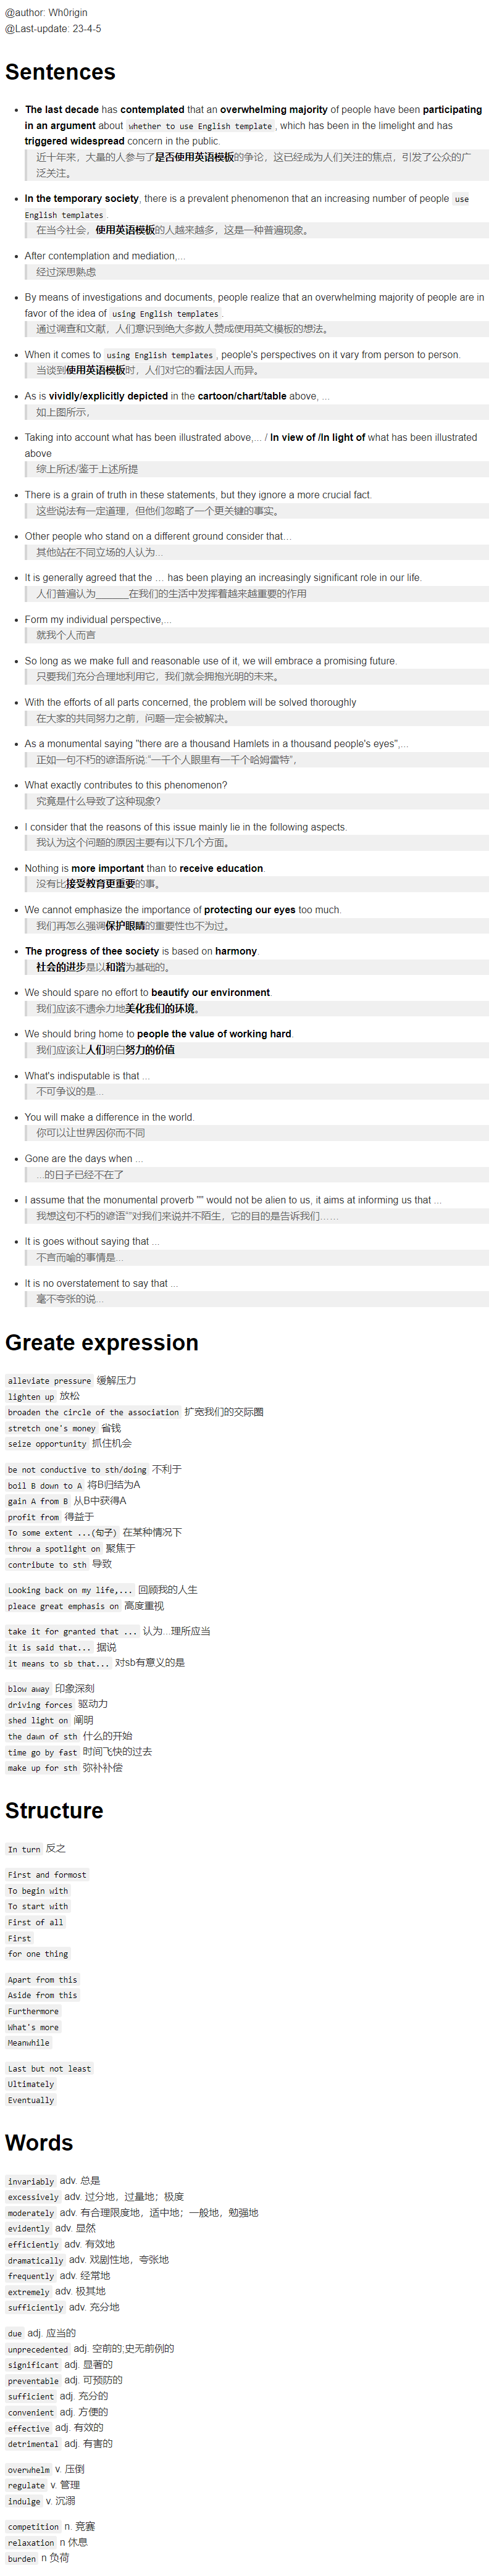 @author: Wh0rigin
@Last-update: 23-4-5
Sentences
The last decade has contemplated that an overwhelming majority of people have been participating
in an argument about whether to use English template, which has been in the limelight and has
triggered widespread concern in the public.
近十年来，大量的人参与了是否使用英语模板的争论，这已经成为人们关注的焦点，引发了公众的广
泛关注。
In the temporary society, there is a prevalent phenomenon that an increasing number of people use
English templates.
在当今社会，使用英语模板的人越来越多，这是一种普遍现象。
After contemplation and mediation,...
经过深思熟虑
By means of investigations and documents, people realize that an overwhelming majority of people are in
favor of the idea of using English templates.
通过调查和文献，人们意识到绝大多数人赞成使用英文模板的想法。
When it comes to using English templates, people's perspectives on it vary from person to person.
当谈到使用英语模板时，人们对它的看法因人而异。
As is vividly/explicitly depicted in the cartoon/chart/table above, ...
如上图所示，
Taking into account what has been illustrated above,... / In view of /In light of what has been illustrated
above
综上所述/鉴于上述所提
There is a grain of truth in these statements, but they ignore a more crucial fact.
这些说法有一定道理，但他们忽略了一个更关键的事实。
Other people who stand on a different ground consider that…
其他站在不同立场的人认为...
It is generally agreed that the … has been playing an increasingly significant role in our life.
人们普遍认为______在我们的生活中发挥着越来越重要的作用
Form my individual perspective,...
就我个人而言
So long as we make full and reasonable use of it, we will embrace a promising future.
只要我们充分合理地利用它，我们就会拥抱光明的未来。
With the efforts of all parts concerned, the problem will be solved thoroughly
在大家的共同努力之前，问题一定会被解决。
As a monumental saying "there are a thousand Hamlets in a thousand people's eyes",...
正如一句不朽的谚语所说:“一千个人眼里有一千个哈姆雷特”，
What exactly contributes to this phenomenon?
究竟是什么导致了这种现象?
I consider that the reasons of this issue mainly lie in the following aspects.
我认为这个问题的原因主要有以下几个方面。
Nothing is more important than to receive education.
没有比接受教育更重要的事。
We cannot emphasize the importance of protecting our eyes too much.
我们再怎么强调保护眼睛的重要性也不为过。
The progress of thee society is based on harmony.
社会的进步是以和谐为基础的。
We should spare no effort to beautify our environment.
我们应该不遗余力地美化我们的环境。
We should bring home to people the value of working hard.
我们应该让人们明白努力的价值
What's indisputable is that ...
不可争议的是...
You will make a difference in the world.
你可以让世界因你而不同
Gone are the days when ...
...的日子已经不在了
I assume that the monumental proverb "" would not be alien to us, it aims at informing us that ...
我想这句不朽的谚语“”对我们来说并不陌生，它的目的是告诉我们……
It is goes without saying that ...
不言而喻的事情是...
It is no overstatement to say that ...
毫不夸张的说...
Greate expression
alleviate pressure 缓解压力
lighten up 放松
broaden the circle of the association 扩宽我们的交际圈
stretch one's money 省钱
seize opportunity 抓住机会
be not conductive to sth/doing 不利于
boil B down to A 将B归结为A
gain A from B 从B中获得A
profit from 得益于
To some extent ...(句子) 在某种情况下
throw a spotlight on 聚焦于
contribute to sth 导致
Looking back on my life,... 回顾我的人生
pleace great emphasis on 高度重视
take it for granted that ... 认为...理所应当
it is said that... 据说
it means to sb that... 对sb有意义的是
blow away 印象深刻
driving forces 驱动力
shed light on 阐明
the dawn of sth 什么的开始
time go by fast 时间飞快的过去
make up for sth 弥补补偿
Structure
In turn 反之
First and formost
To begin with
To start with
First of all
First
for one thing
Apart from this
Aside from this
Furthermore
What's more
Meanwhile
Last but not least
Ultimately
Eventually
Words
invariably adv. 总是
excessively adv. 过分地，过量地；极度
moderately adv. 有合理限度地，适中地；一般地，勉强地
evidently adv. 显然
efficiently adv. 有效地
dramatically adv. 戏剧性地，夸张地
frequently adv. 经常地
extremely adv. 极其地
sufficiently adv. 充分地
due adj. 应当的
unprecedented adj. 空前的;史无前例的
significant adj. 显著的
preventable adj. 可预防的
sufficient adj. 充分的
convenient adj. 方便的
effective adj. 有效的
detrimental adj. 有害的
overwhelm v. 压倒
regulate v. 管理
indulge v. 沉溺
competition n. 竞赛
relaxation n 休息
burden n 负荷